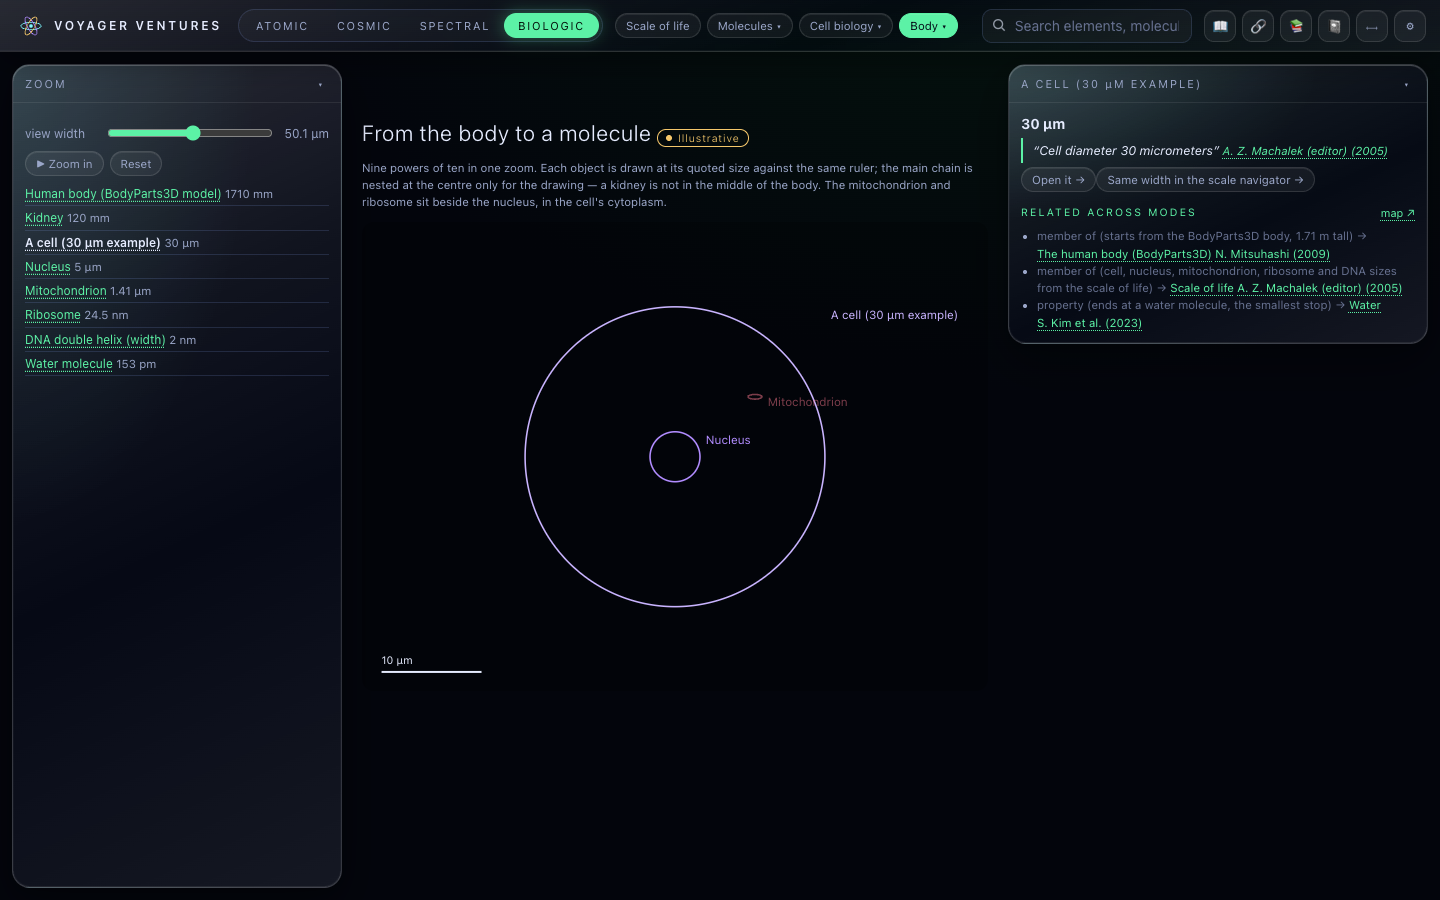 VOYAGER VENTURES
ATOMIC COSMIC SPECTRAL BIOLOGIC
Scale of life Molecules Cell biology Body
Search elements, molecul
ZOOM
view width 50.1 µm
Zoom in Reset
Human body (BodyParts3D model) 1710 mm
Kidney 120 mm
A cell (30 µm example) 30 µm
Nucleus 5 µm
Mitochondrion 1.41 µm
Ribosome 24.5 nm
DNA double helix (width) 2 nm
Water molecule 153 pm
From the body to a molecule Illustrative
Nine powers of ten in one zoom. Each object is drawn at its quoted size against the same ruler; the main chain is
nested at the centre only for the drawing — a kidney is not in the middle of the body. The mitochondrion and
ribosome sit beside the nucleus, in the cell's cytoplasm.
A cell (30 µm example)
Mitochondrion
Nucleus
10 µm
A CELL (30 µM EXAMPLE)
30 µm
“Cell diameter 30 micrometers” A. Z. Machalek (editor) (2005)
Open it → Same width in the scale navigator →
RELATED ACROSS MODES map ↗
• member of (starts from the BodyParts3D body, 1.71 m tall) →
The human body (BodyParts3D) N. Mitsuhashi (2009)
• member of (cell, nucleus, mitochondrion, ribosome and DNA sizes
from the scale of life) → Scale of life A. Z. Machalek (editor) (2005)
• property (ends at a water molecule, the smallest stop) → Water
S. Kim et al. (2023)